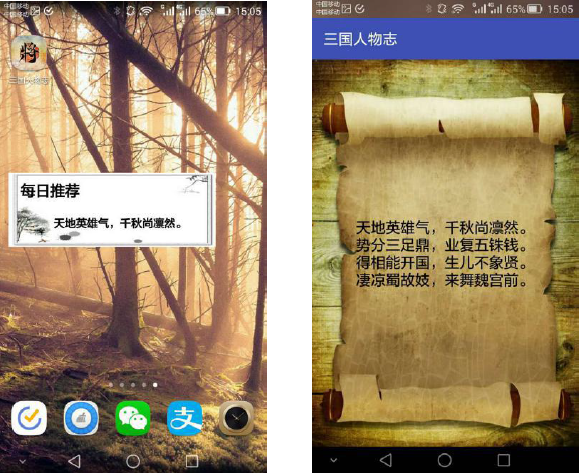 中国移动
中国移动
65% 15:05
三国人物志
每日推荐
天地英雄气，千秋尚凛然。
中国移动
中国移动
65% 15:05
三国人物志
天地英雄气，千秋尚凛然。
势分三足鼎，业复五铢钱。
得相能开国，生儿不象贤。
凄凉蜀故妓，来舞魏宫前。